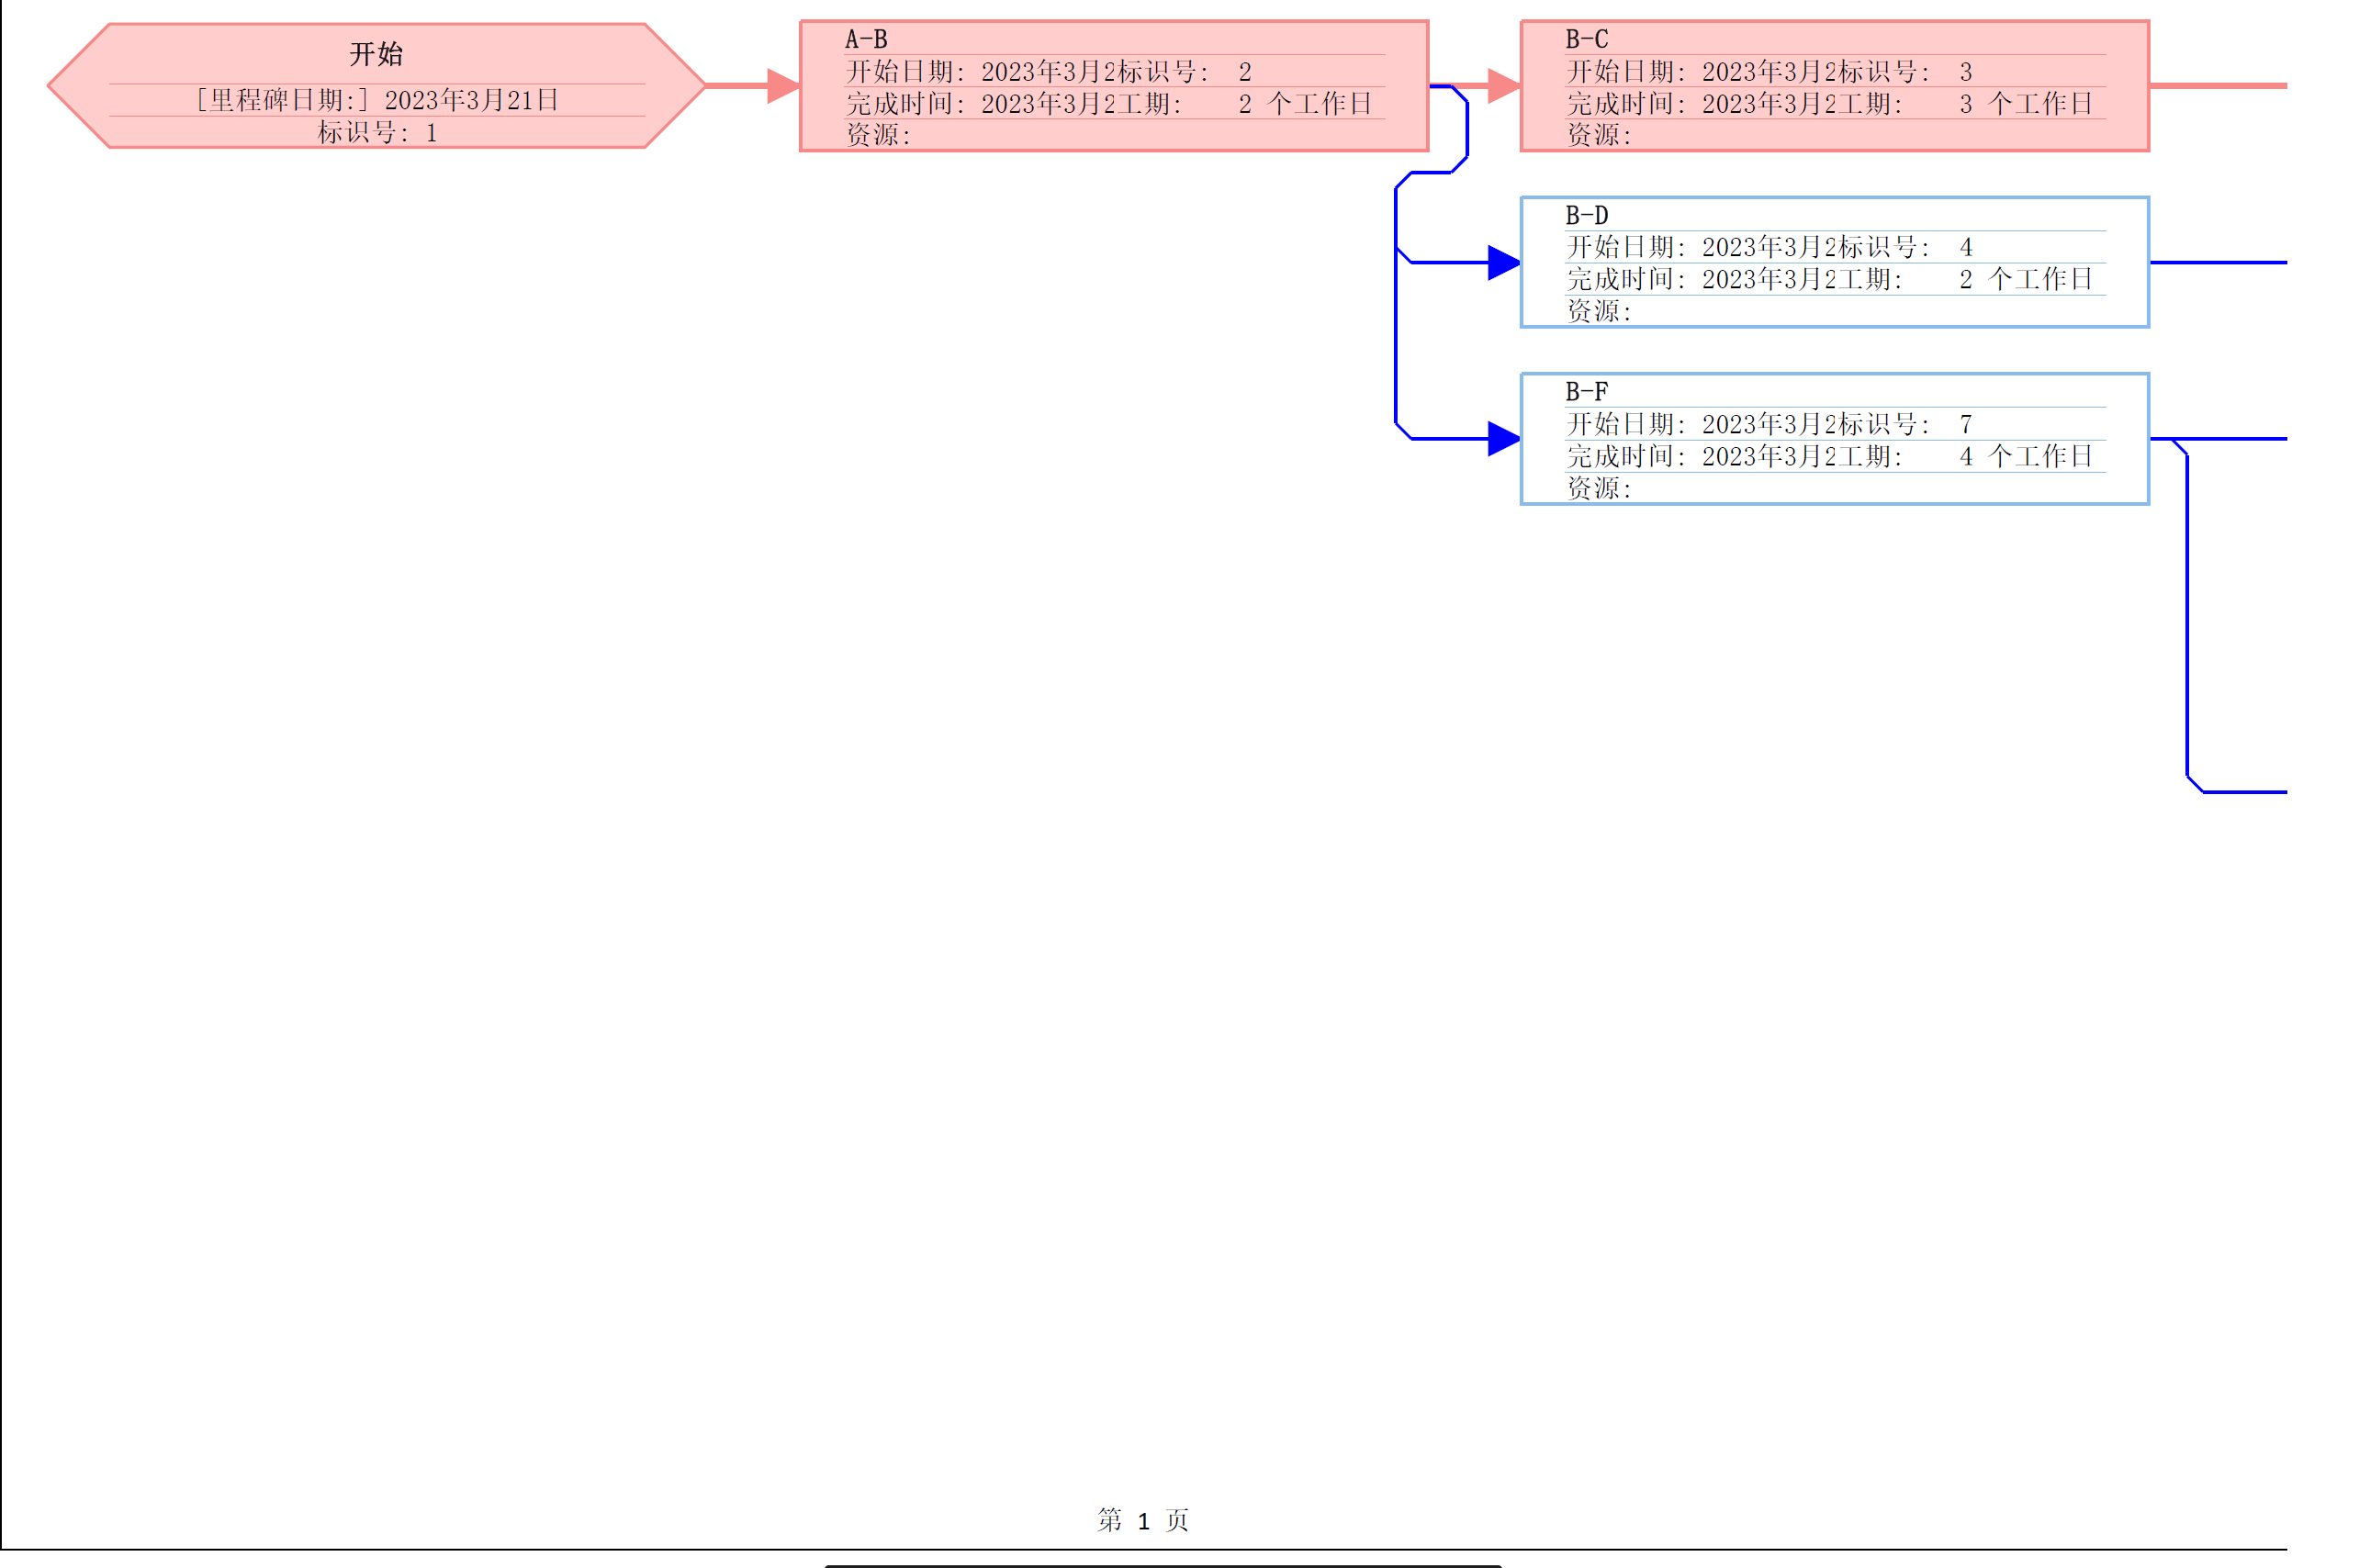 开始
[里程碑日期:] 2023年3月21日
标识号: 1
A-B
开始日期: 2023年3月2标识号: 2
完成时间: 2023年3月2工期: 2 个工作日
资源:
B-C
开始日期: 2023年3月2标识号: 3
完成时间: 2023年3月2工期: 3 个工作日
资源:
B-D
开始日期: 2023年3月2标识号: 4
完成时间: 2023年3月2工期: 2 个工作日
资源:
B-F
开始日期: 2023年3月2标识号: 7
完成时间: 2023年3月2工期: 4 个工作日
资源:
第 1 页